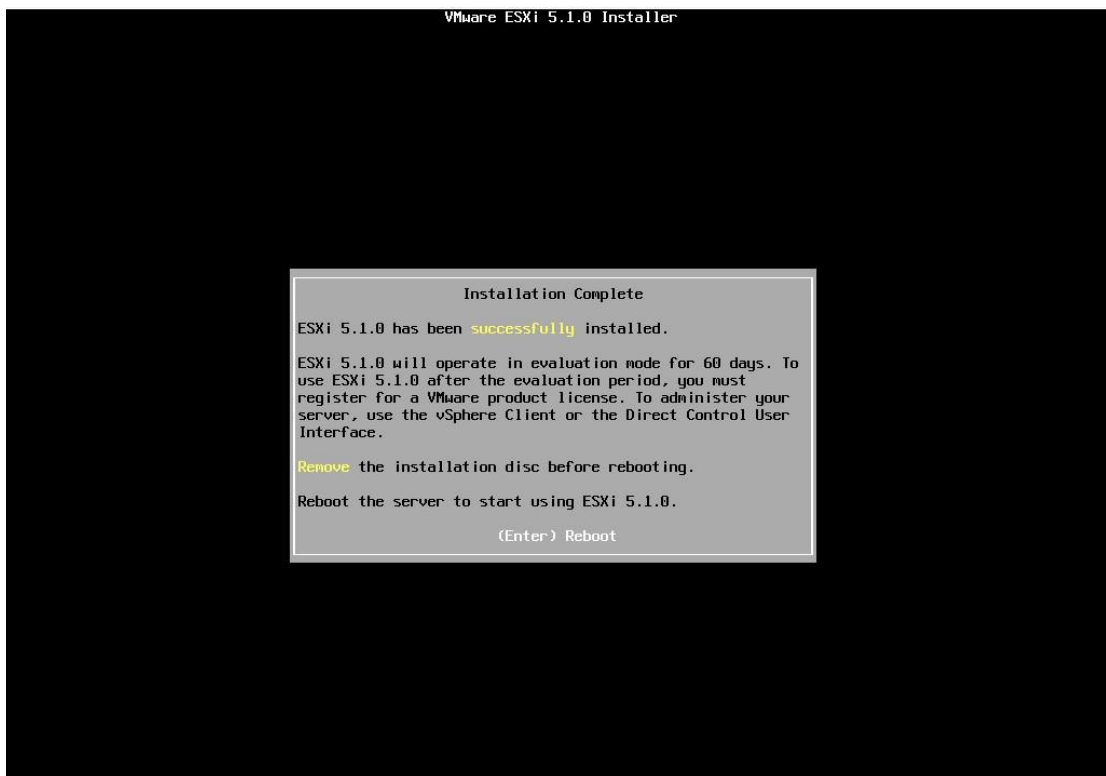 VMware ESXi 5.1.0 Installer
Installation Complete
ESXi 5.1.0 has been successfully installed.
ESXi 5.1.0 will operate in evaluation mode for 60 days. To
use ESXi 5.1.0 after the evaluation period, you must
register for a VMware product license. To administer your
server, use the vSphere Client or the Direct Control User
Interface.
Remove the installation disc before rebooting.
Reboot the server to start using ESXi 5.1.0.
(Enter) Reboot